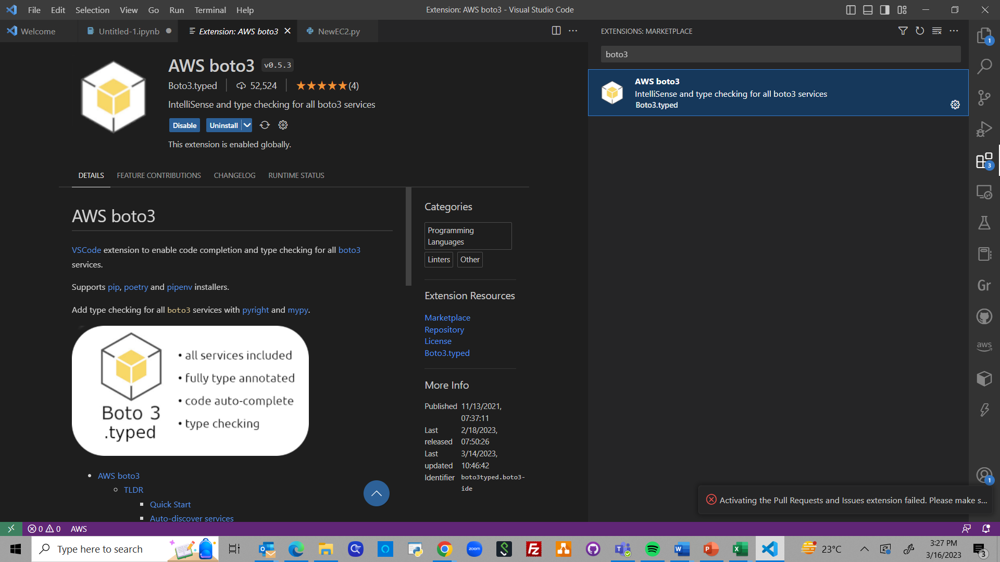 File Edit Selection View Go Run Terminal Help
Extension: AWS boto3 - Visual Studio Code
Welcome
Untitled-1.ipynb
Extension: AWS boto3
NewEC2.py
AWS boto3 v0.5.3
Boto3.typed 52,524 (4)
IntelliSense and type checking for all boto3 services
Disable Uninstall
This extension is enabled globally.
DETAILS FEATURE CONTRIBUTIONS CHANGELOG RUNTIME STATUS
AWS boto3
VSCode extension to enable code completion and type checking for all boto3
services.
Supports pip, poetry and pipenv installers.
Add type checking for all boto3 services with pyright and mypy.
Boto 3
.typed
• all services included
• fully type annotated
• code auto-complete
• type checking
• AWS boto3
TLDR
Quick Start
Auto-discover services
Categories
Programming
Languages
Linters Other
Extension Resources
Marketplace
Repository
License
Boto3.typed
More Info
Published 11/13/2021,
07:37:11
Last 2/18/2023,
released 07:50:26
Last 3/14/2023,
updated 10:46:42
Identifier boto3typed.boto3-
ide
EXTENSIONS: MARKETPLACE
boto3
AWS boto3
IntelliSense and type checking for all boto3 services
Boto3.typed
1
3
Gr
aws
1
Activating the Pull Requests and Issues extension failed. Please make s...
0 0 AWS
Type here to search
zoom
23°C
3:27 PM
3/16/2023
3